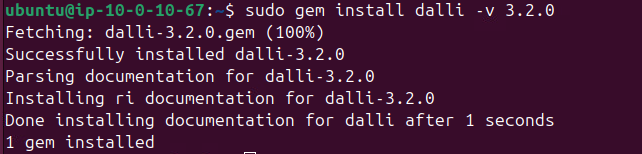 ubuntu@ip-10-0-10-67:~$ sudo gem install dalli -v 3.2.0
Fetching: dalli-3.2.0.gem (100%)
Successfully installed dalli-3.2.0
Parsing documentation for dalli-3.2.0
Installing ri documentation for dalli-3.2.0
Done installing documentation for dalli after 1 seconds
1 gem installed